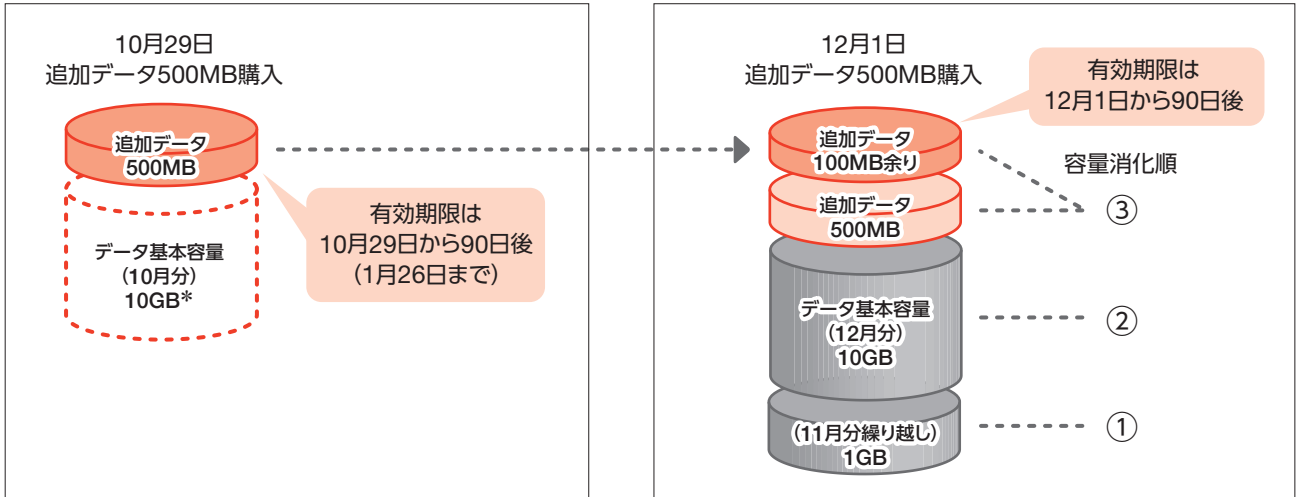 10月29日
追加データ500MB購入
追加データ
500MB
有効期限は
10月29日から90日後
（1月26日まで）
データ基本容量
（10月分）
10GB*
12月1日
追加データ500MB購入
有効期限は
12月1日から90日後
追加データ
100MB余り
容量消化順
追加データ
500MB
③
データ基本容量
（12月分）
10GB
②
（11月分繰り越し）
1GB
①